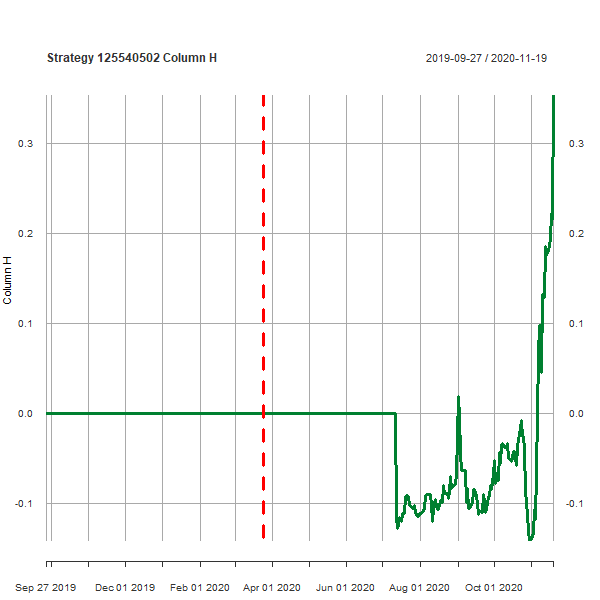 Strategy 125540502 Column H
2019-09-27 / 2020-11-19
0.3 0.3
0.2 0.2
Column H
0.1 0.1
0.0 0.0
-0.1 -0.1
Sep 27 2019 Dec 01 2019 Feb 01 2020 Apr 01 2020 Jun 01 2020 Aug 01 2020 Oct 01 2020